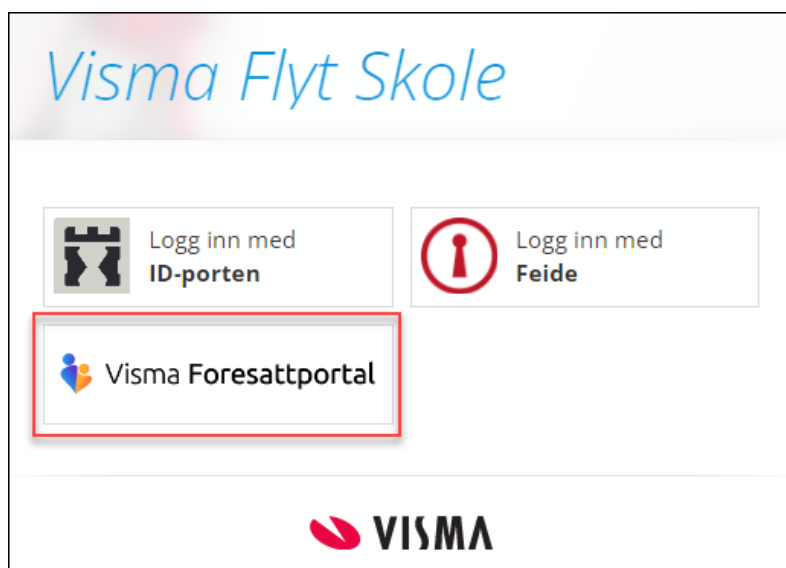 Visma Flyt Skole
Logg inn med
ID-porten
Logg inn med
Feide
Visma Foresattportal
VISMA